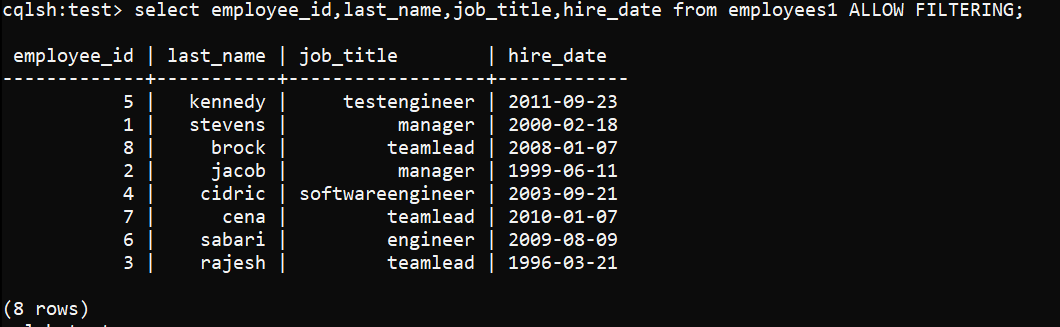 cqlsh:test> select employee_id,last_name,job_title,hire_date from employees1 ALLOW FILTERING;
employee_id | last_name | job_title | hire_date
-------------+-----------+------------------+------------
5 | kennedy | testengineer | 2011-09-23
1 | stevens | manager | 2000-02-18
8 | brock | teamlead | 2008-01-07
2 | jacob | manager | 1999-06-11
4 | cidric | softwareengineer | 2003-09-21
7 | cena | teamlead | 2010-01-07
6 | sabari | engineer | 2009-08-09
3 | rajesh | teamlead | 1996-03-21
(8 rows)